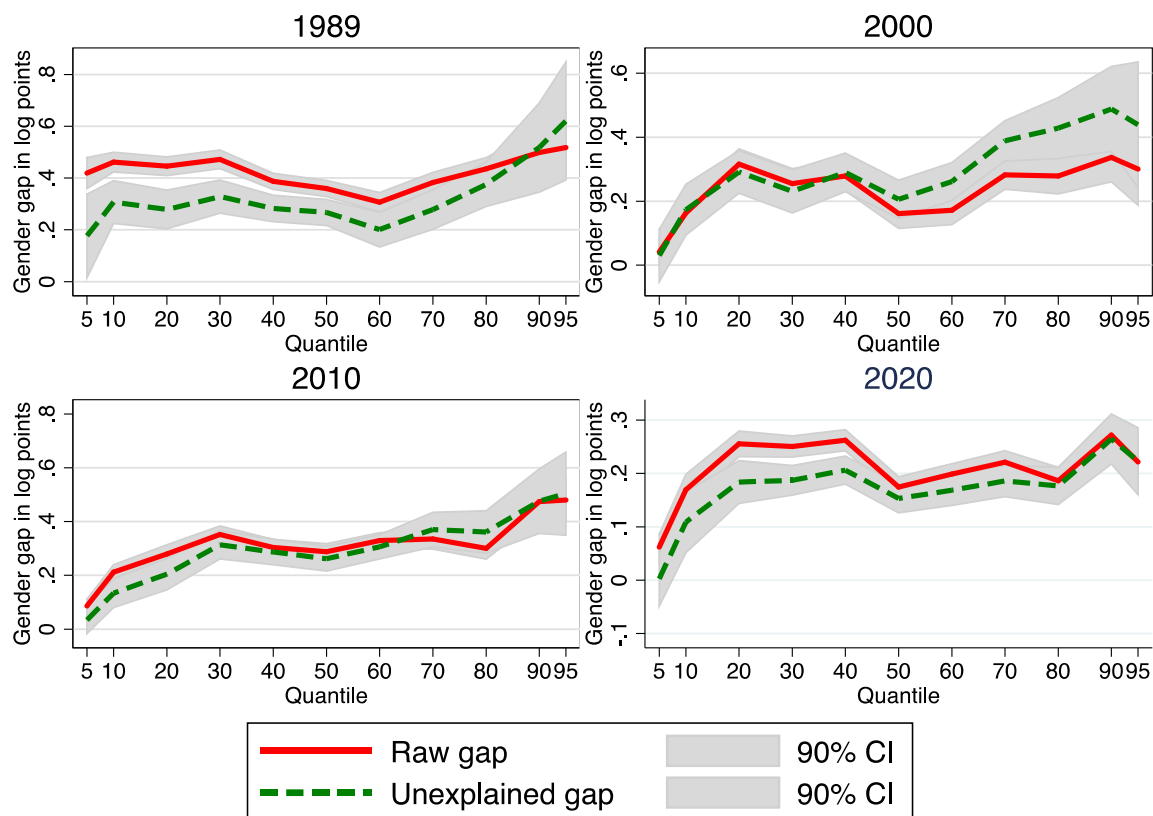 1989
Gender gap in log points
0 .2 .4 .6 .8
5 10 20 30 40 50 60 70 80 90 95
Quantile
2000
Gender gap in log points
0 .2 .4 .6
5 10 20 30 40 50 60 70 80 90 95
Quantile
2010
Gender gap in log points
0 .2 .4 .6 .8
5 10 20 30 40 50 60 70 80 90 95
Quantile
2020
Gender gap in log points
-.1 0 .1 .2 .3
5 10 20 30 40 50 60 70 80 90 95
Quantile
Raw gap 90% CI
Unexplained gap 90% CI